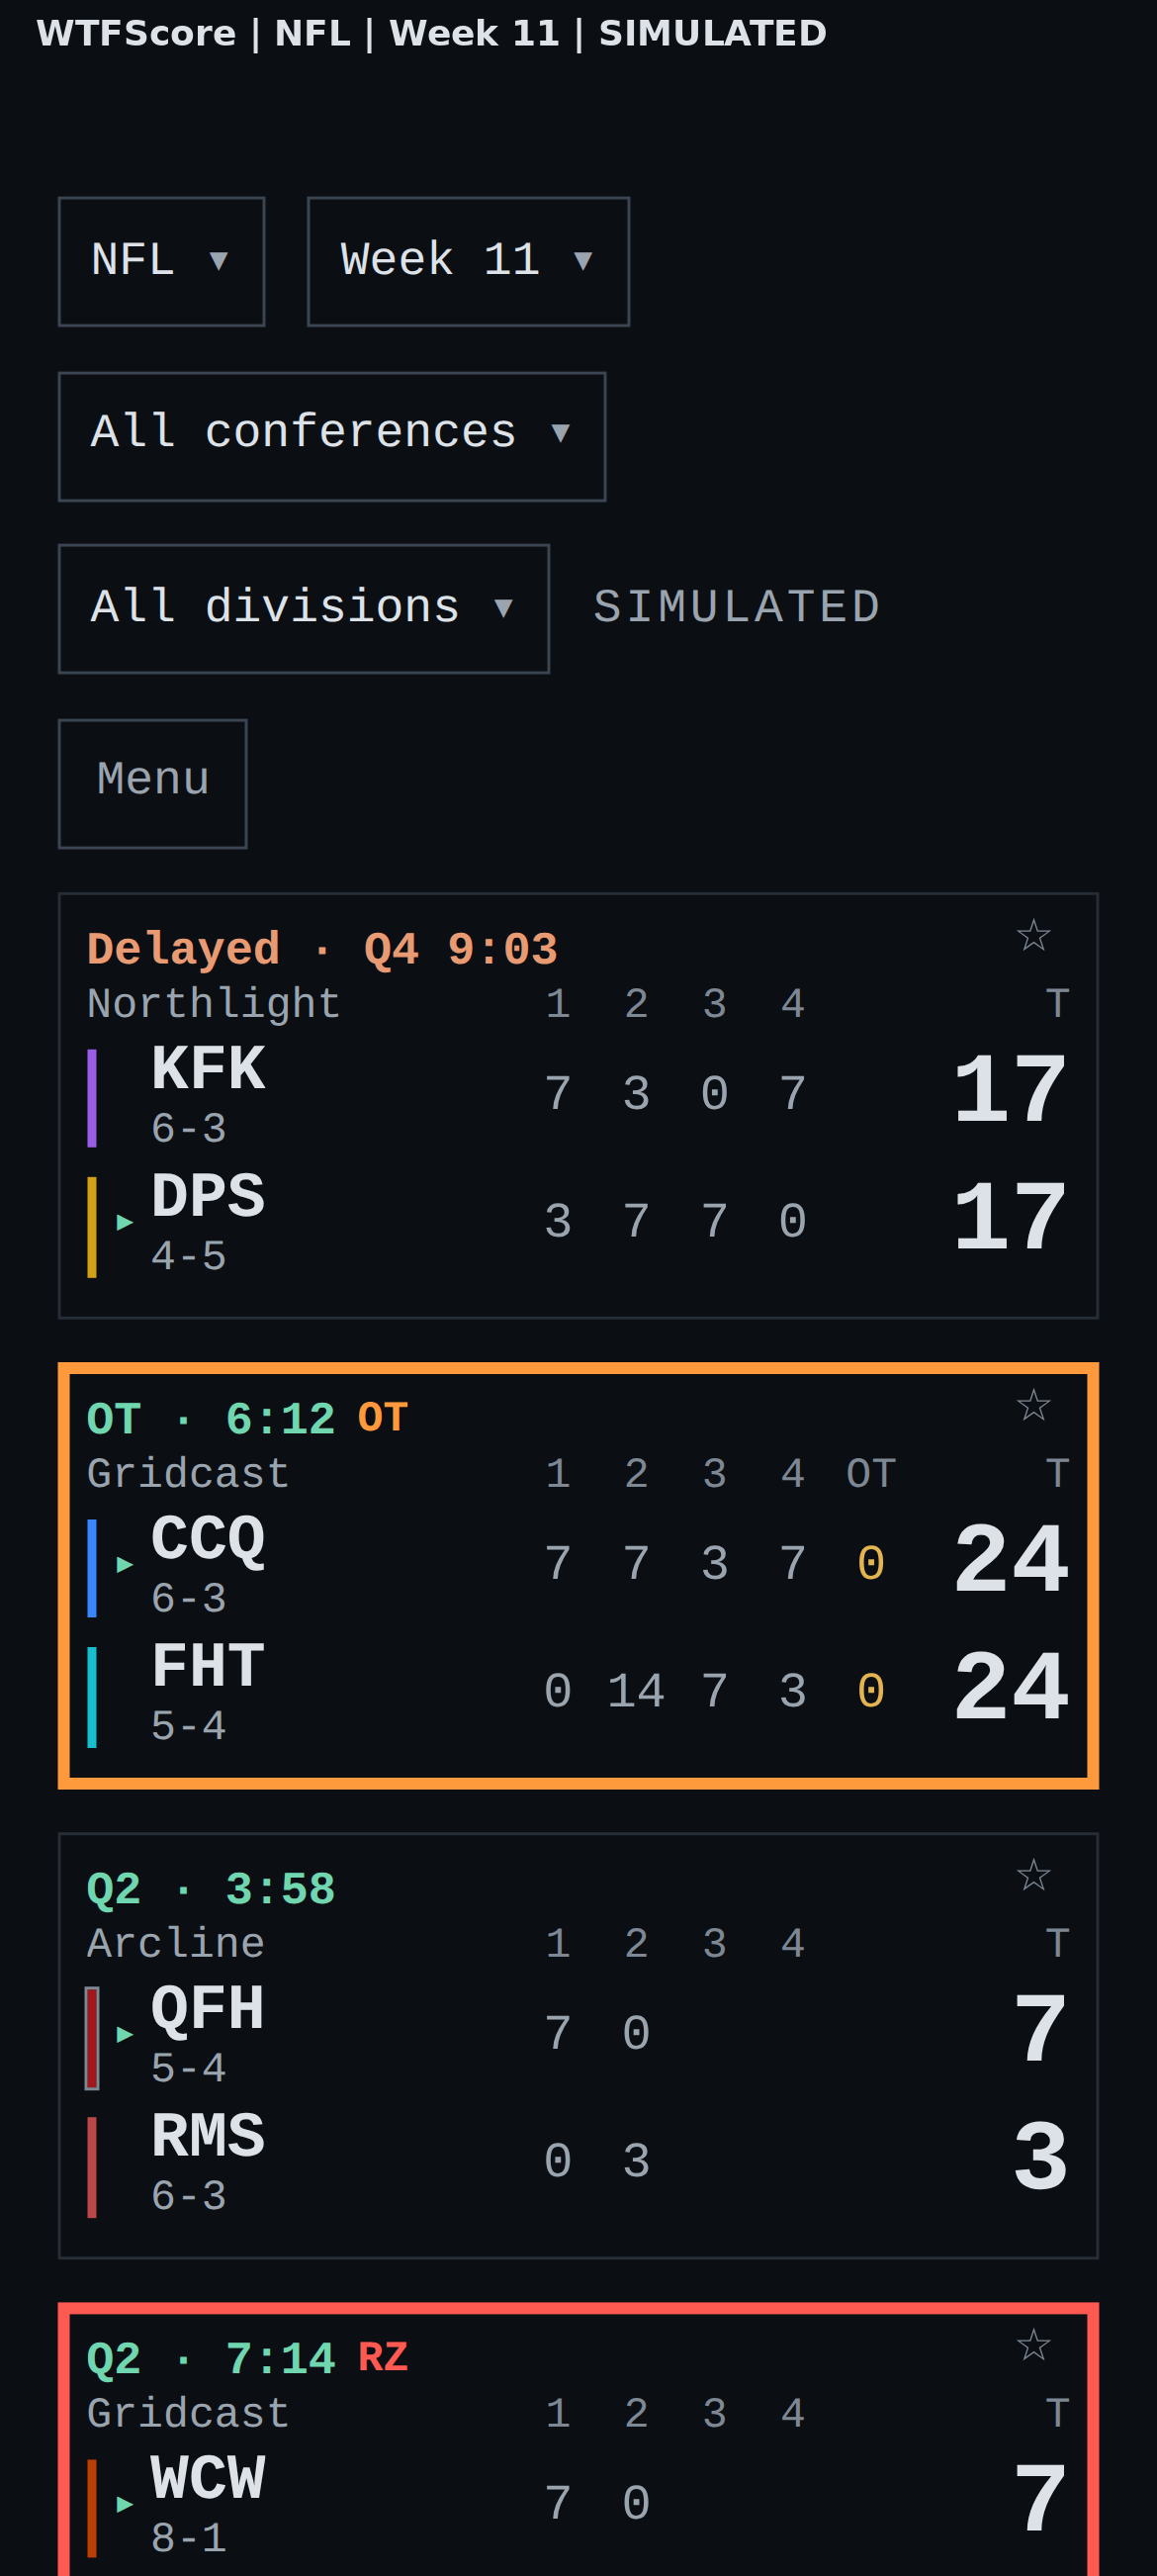 WTFScore | NFL | Week 11 | SIMULATED
NFL ▼ Week 11 ▼
All conferences ▼
All divisions ▼ SIMULATED
Menu
Delayed · Q4 9:03 ☆
Northlight 1 2 3 4 T
KFK 7 3 0 7 17
6-3
▶ DPS 3 7 7 0 17
4-5
OT · 6:12 OT ☆
Gridcast 1 2 3 4 OT T
▶ CCQ 7 7 3 7 0 24
6-3
FHT 0 14 7 3 0 24
5-4
Q2 · 3:58 ☆
Arcline 1 2 3 4 T
▶ QFH 7 0 7
5-4
RMS 0 3 3
6-3
Q2 · 7:14 RZ ☆
Gridcast 1 2 3 4 T
▶ WCW 7 0 7
8-1